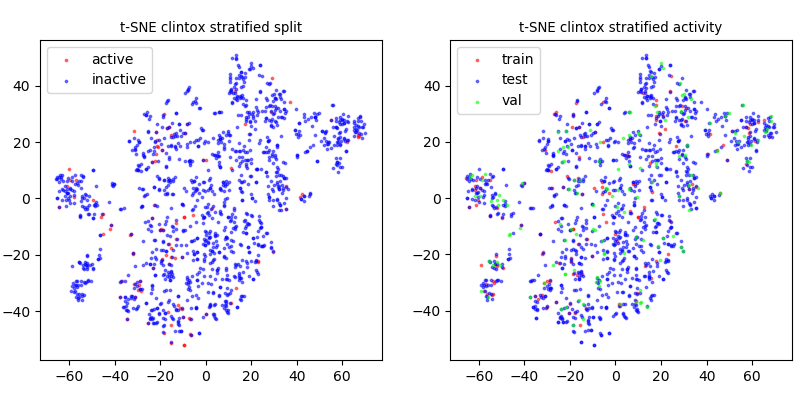 t-SNE clintox stratified split
active
inactive
40
20
0
−20
−40
−60 −40 −20 0 20 40 60
t-SNE clintox stratified activity
train
test
val
40
20
0
−20
−40
−60 −40 −20 0 20 40 60